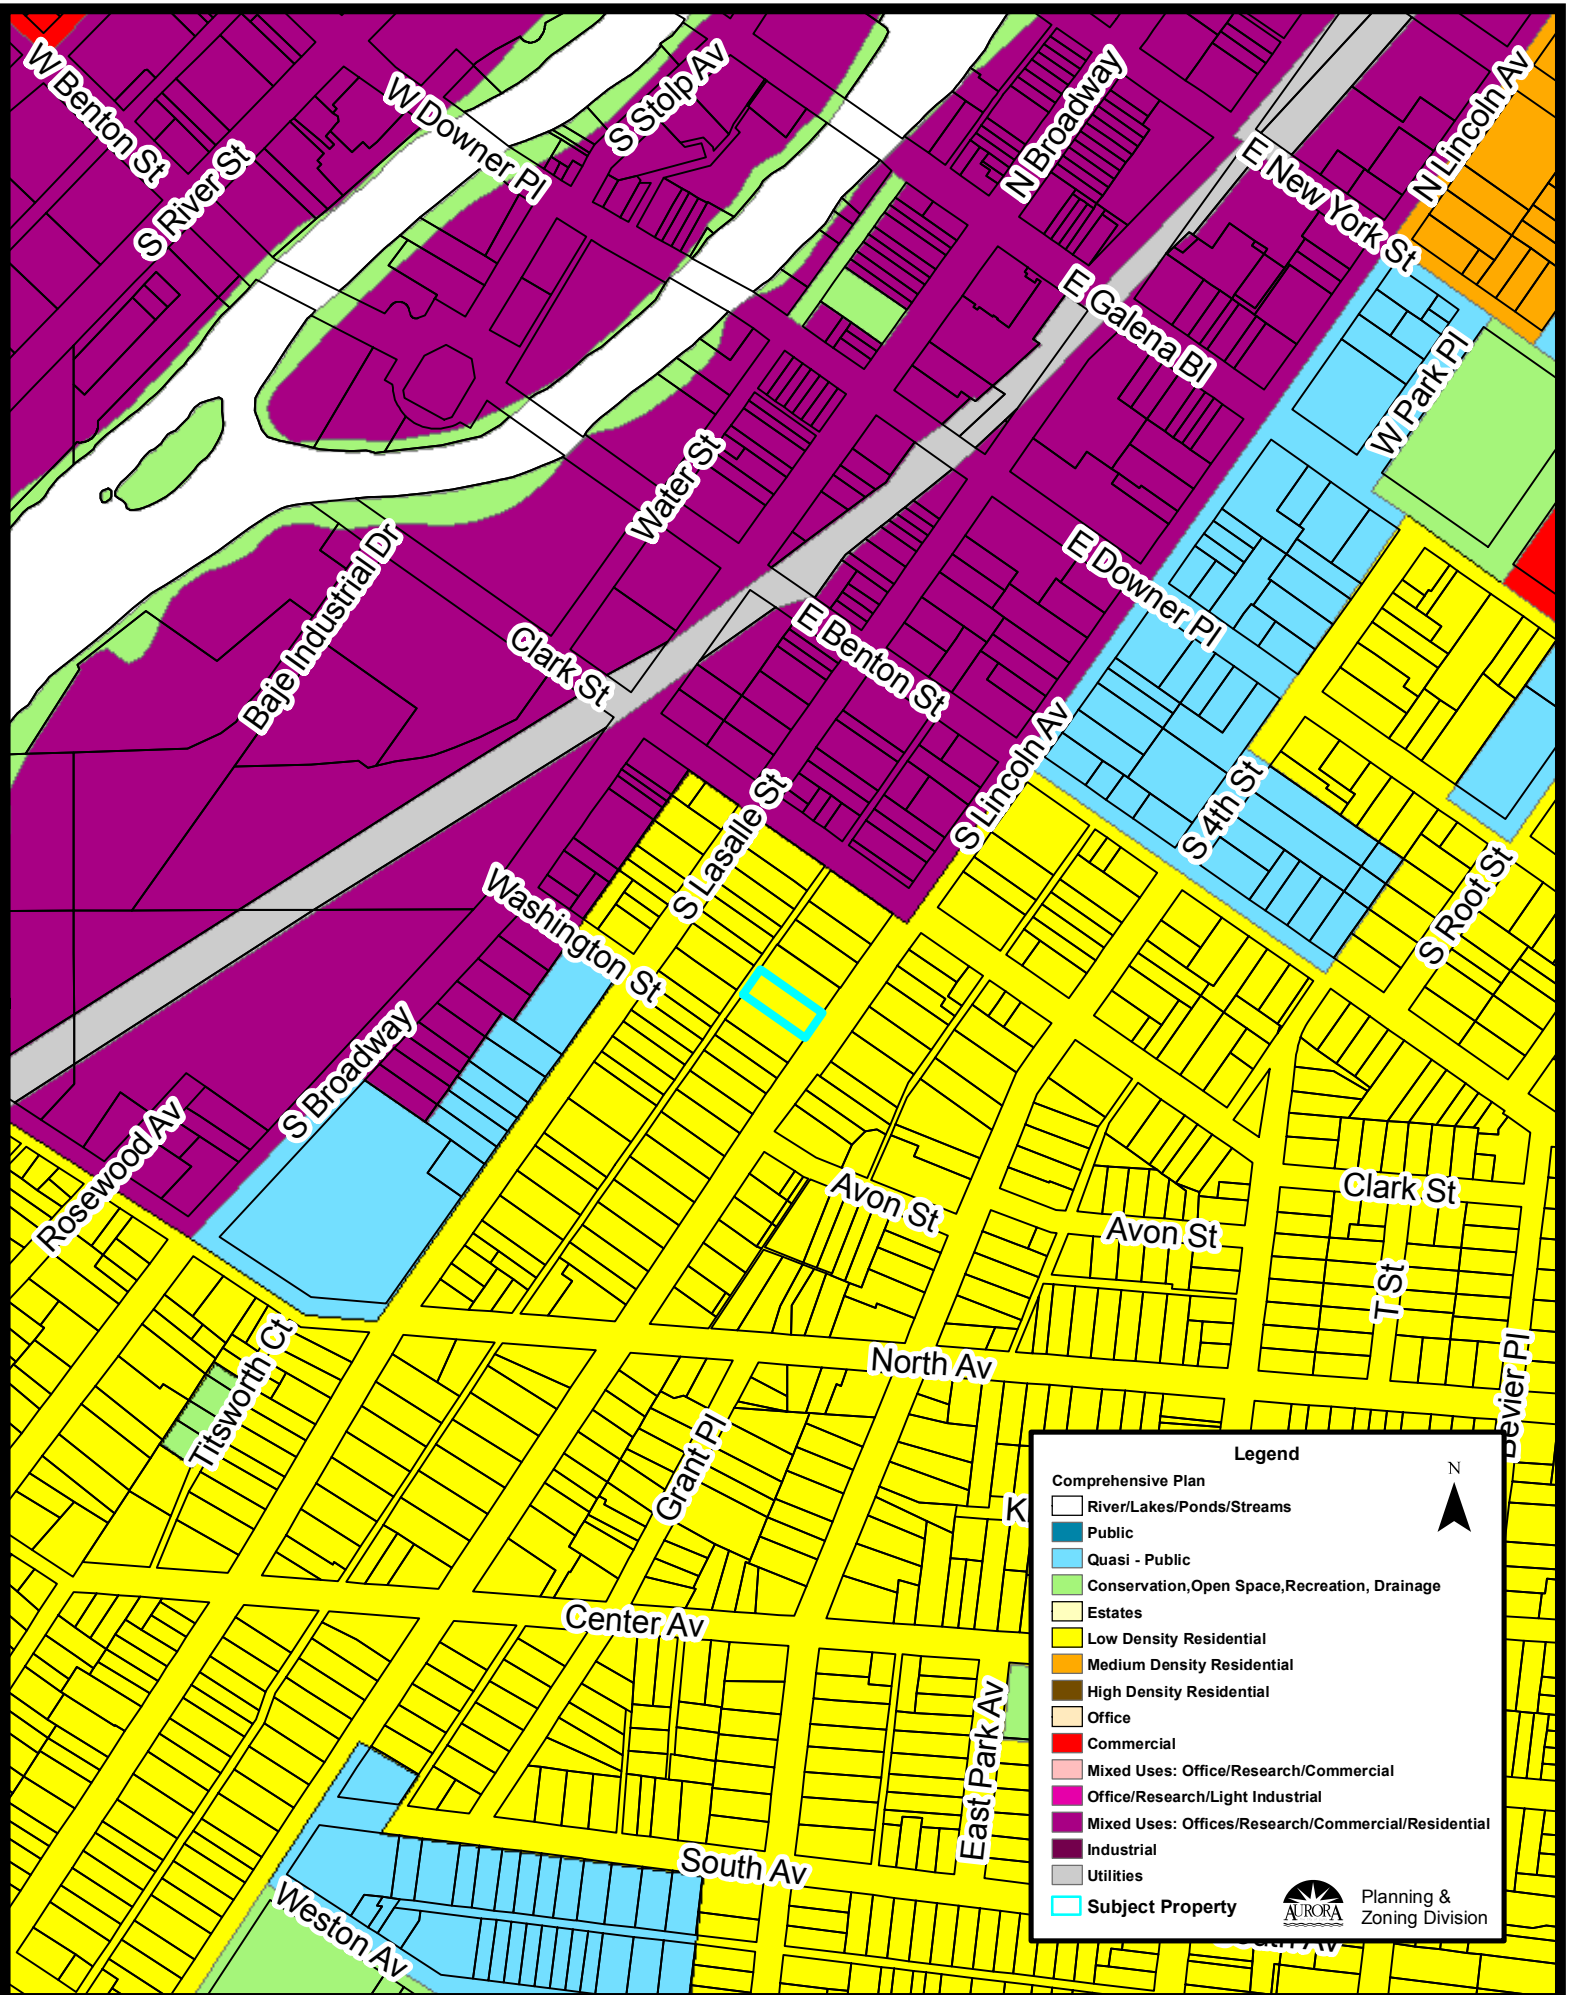 W Benton St
S River St
W Downer Pl
S Stolp Av
N Broadway
N Lincoln Av
E New York St
E Galena Bl
W Park Pl
Water St
Baje Industrial Dr
E Downer Pl
Clark St
E Benton St
S Lincoln Av
S Lasalle St
S 4th St
S Root St
Washington St
S Broadway
Rosewood Av
Avon St
Avon St
Clark St
T St
Titsworth Ct
North Av
Bevier Pl
Grant Pl
K
Center Av
East Park Av
South Av
Weston Av
South Av
Legend
N
Comprehensive Plan
River/Lakes/Ponds/Streams
Public
Quasi - Public
Conservation,Open Space,Recreation, Drainage
Estates
Low Density Residential
Medium Density Residential
High Density Residential
Office
Commercial
Mixed Uses: Office/Research/Commercial
Office/Research/Light Industrial
Mixed Uses: Offices/Research/Commercial/Residential
Industrial
Utilities
Subject Property
AURORA
Planning &
Zoning Division